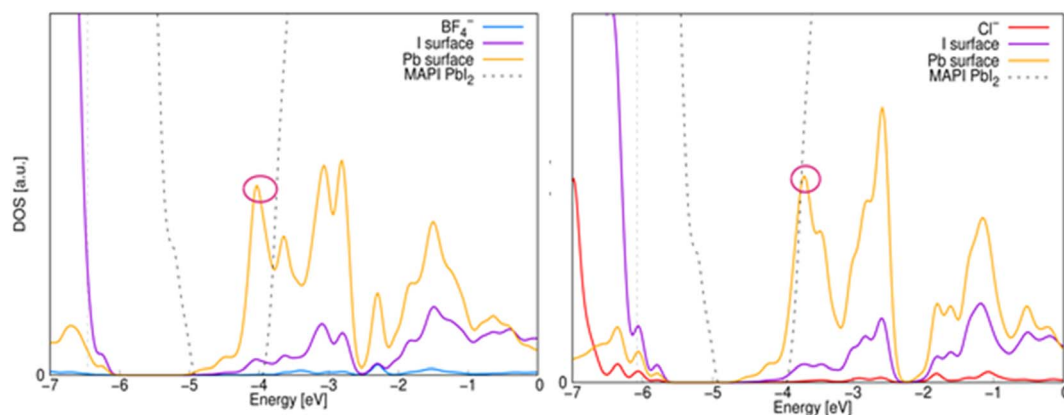 BF₄⁻
I surface
Pb surface
MAPI PbI₂
DOS [a.u.]
0
−7 −6 −5 −4 −3 −2 −1 0
Energy [eV]
Cl⁻
I surface
Pb surface
MAPI PbI₂
0
−7 −6 −5 −4 −3 −2 −1
Energy [eV]